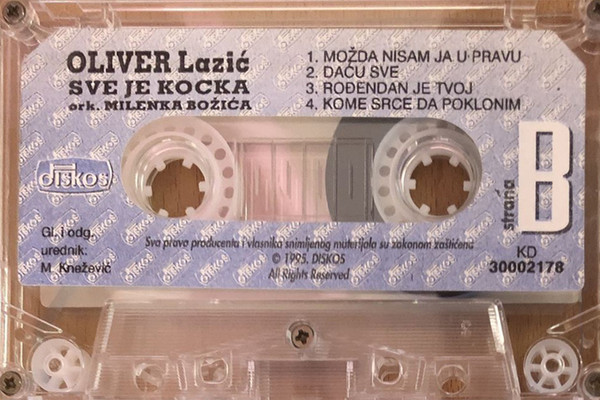 OLIVER Lazić
SVE JE KOCKA
ork. MILENKA BOŽIĆA
1. MOŽDA NISAM JA U PRAVU
2. DAĆU SVE
3. ROĐENDAN JE TVOJ
4. KOME SRCE DA POKLONIM
DISKOS
B
strana
Gl. i odg.
urednik:
M. Knežević
Sva prava producenta i vlasnika snimljenog materijala su zakonom zaštićena
© 1995. DISKOS
All Rights Reserved
KD
30002178